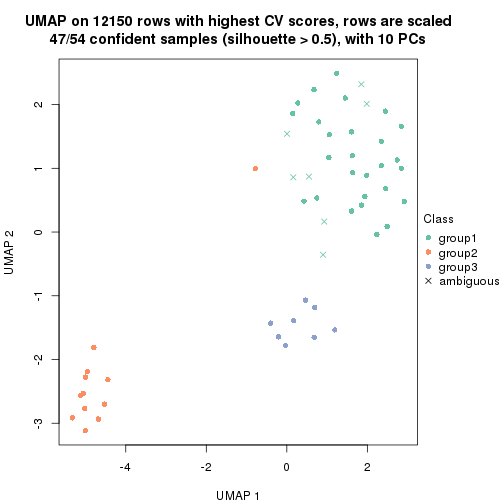 UMAP on 12150 rows with highest CV scores, rows are scaled
47/54 confident samples (silhouette > 0.5), with 10 PCs
2
1
0
-1
-2
-3
UMAP 2
-4
-2
0
2
UMAP 1
Class
group1
group2
group3
ambiguous